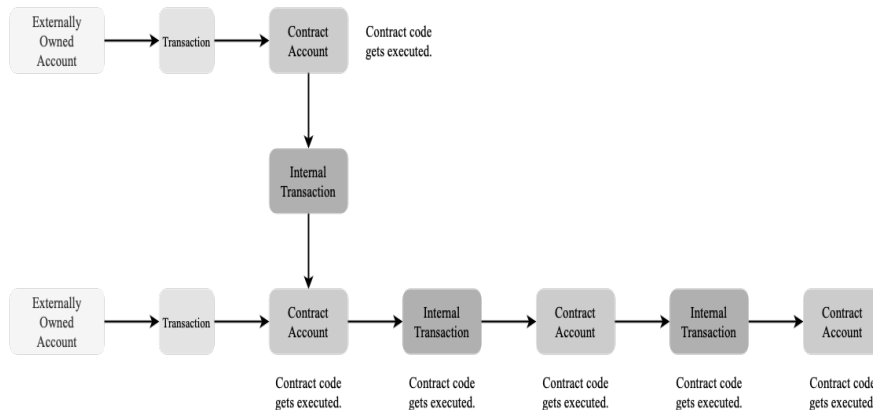 Externally
Owned
Account
Transaction
Contract
Account
Contract code
gets executed.
Internal
Transaction
Externally
Owned
Account
Transaction
Contract
Account
Internal
Transaction
Contract
Account
Internal
Transaction
Contract
Account
Contract code
gets executed.
Contract code
gets executed.
Contract code
gets executed.
Contract code
gets executed.
Contract code
gets executed